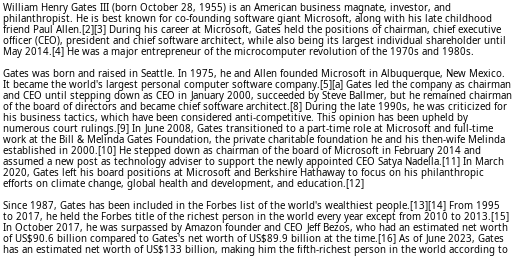 William Henry Gates III (born October 28, 1955) is an American business magnate, investor, and
philanthropist. He is best known for co-founding software giant Microsoft, along with his late childhood
friend Paul Allen.[2][3] During his career at Microsoft, Gates held the positions of chairman, chief executive
officer (CEO), president and chief software architect, while also being its largest individual shareholder until
May 2014.[4] He was a major entrepreneur of the microcomputer revolution of the 1970s and 1980s.

Gates was born and raised in Seattle. In 1975, he and Allen founded Microsoft in Albuquerque, New Mexico.
It became the world's largest personal computer software company.[5][a] Gates led the company as chairman
and CEO until stepping down as CEO in January 2000, succeeded by Steve Ballmer, but he remained chairman
of the board of directors and became chief software architect.[8] During the late 1990s, he was criticized for
his business tactics, which have been considered anti-competitive. This opinion has been upheld by
numerous court rulings.[9] In June 2008, Gates transitioned to a part-time role at Microsoft and full-time
work at the Bill & Melinda Gates Foundation, the private charitable foundation he and his then-wife Melinda
established in 2000.[10] He stepped down as chairman of the board of Microsoft in February 2014 and
assumed a new post as technology adviser to support the newly appointed CEO Satya Nadella.[11] In March
2020, Gates left his board positions at Microsoft and Berkshire Hathaway to focus on his philanthropic
efforts on climate change, global health and development, and education.[12]

Since 1987, Gates has been included in the Forbes list of the world's wealthiest people.[13][14] From 1995
to 2017, he held the Forbes title of the richest person in the world every year except from 2010 to 2013.[15]
In October 2017, he was surpassed by Amazon founder and CEO Jeff Bezos, who had an estimated net worth
of US$90.6 billion compared to Gates's net worth of US$89.9 billion at the time.[16] As of June 2023, Gates
has an estimated net worth of US$133 billion, making him the fifth-richest person in the world according to